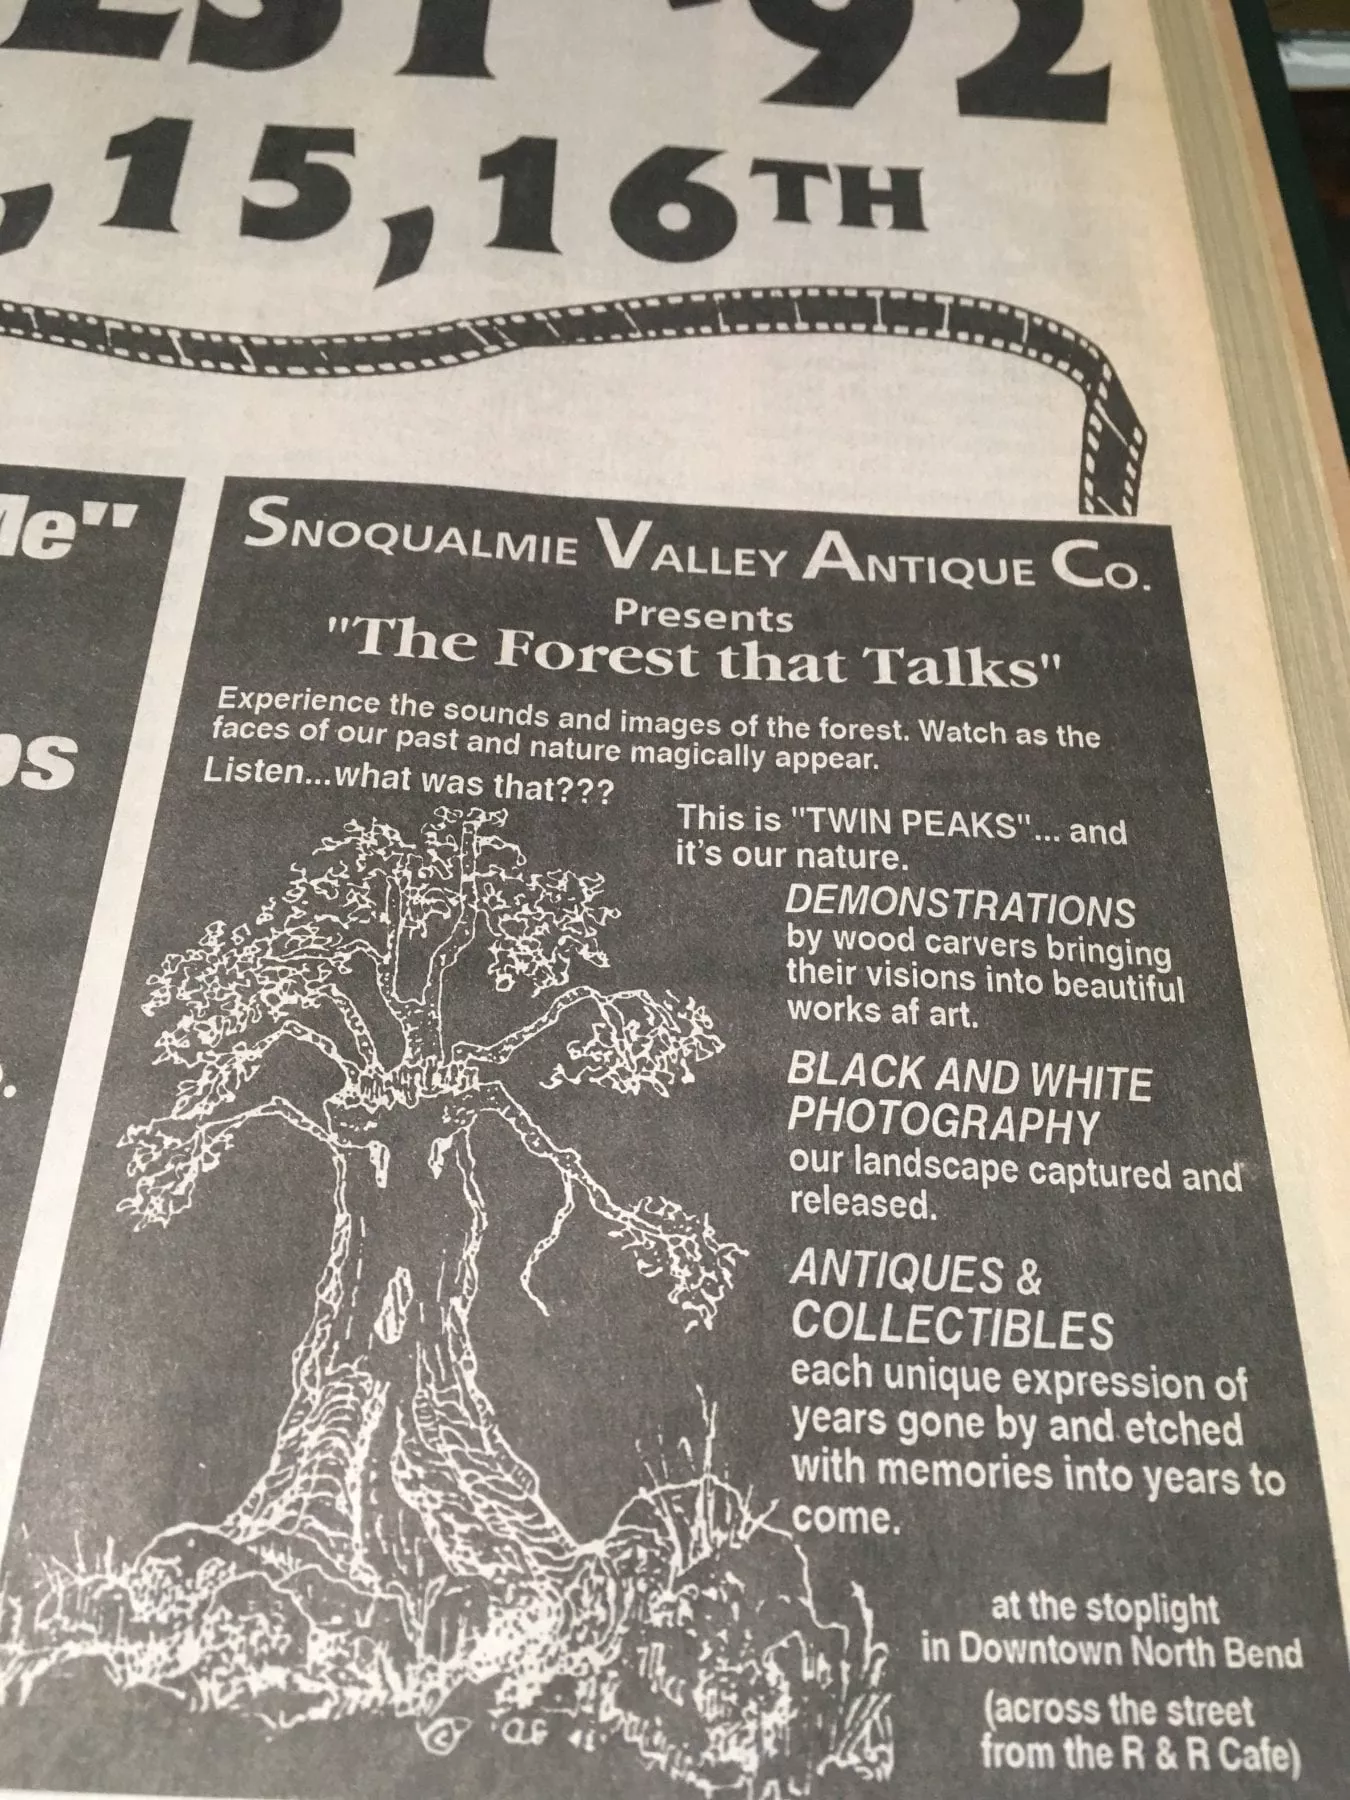 EST '92
, 15, 16TH
Me"
os
SNOQUALMIE VALLEY ANTIQUE CO.
Presents
"The Forest that Talks"
Experience the sounds and images of the forest. Watch as the
faces of our past and nature magically appear.
Listen...what was that???
This is "TWIN PEAKS"... and
it's our nature.
DEMONSTRATIONS
by wood carvers bringing
their visions into beautiful
works af art.
BLACK AND WHITE
PHOTOGRAPHY
our landscape captured and
released.
ANTIQUES &
COLLECTIBLES
each unique expression of
years gone by and etched
with memories into years to
come.
at the stoplight
in Downtown North Bend
(across the street
from the R & R Cafe)